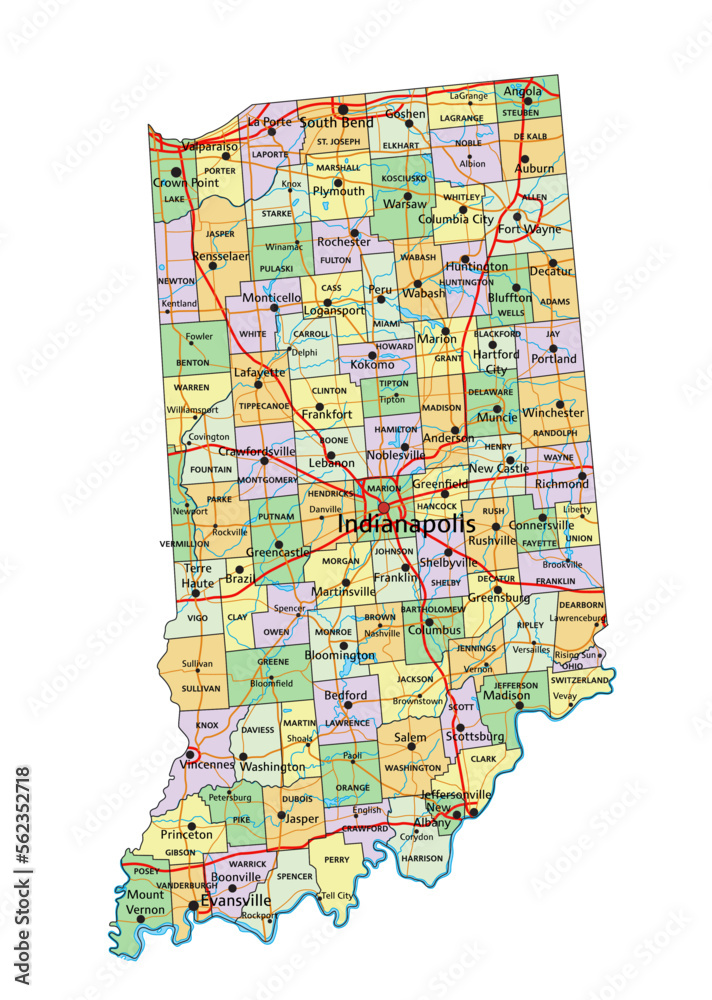 Angola
STEUBEN
LaGrange
LAGRANGE
Goshen
ELKHART
South Bend
ST. JOSEPH
La Porte
LAPORTE
Valparaiso
PORTER
Crown Point
LAKE
DE KALB
Auburn
NOBLE
Albion
KOSCIUSKO
Warsaw
MARSHALL
Plymouth
Knox
STARKE
WHITLEY
Columbia City
ALLEN
Fort Wayne
JASPER
Rensselaer
Winamac
PULASKI
Rochester
FULTON
WABASH
Wabash
Huntington
HUNTINGTON
Decatur
ADAMS
Bluffton
WELLS
NEWTON
Kentland
Monticello
WHITE
CASS
Logansport
Peru
MIAMI
CARROLL
Delphi
HOWARD
Kokomo
Marion
GRANT
BLACKFORD
Hartford
City
JAY
Portland
Fowler
BENTON
WARREN
Williamsport
Lafayette
TIPPECANOE
CLINTON
Frankfort
TIPTON
Tipton
MADISON
Anderson
DELAWARE
Muncie
Winchester
RANDOLPH
Covington
FOUNTAIN
Crawfordsville
MONTGOMERY
BOONE
Lebanon
HAMILTON
Noblesville
HENRY
New Castle
WAYNE
Richmond
PARKE
Rockville
Newport
VERMILLION
PUTNAM
Greencastle
HENDRICKS
Danville
MARION
Indianapolis
Greenfield
HANCOCK
RUSH
Rushville
Connersville
FAYETTE
Liberty
UNION
Terre
Haute
VIGO
Brazil
CLAY
MORGAN
Martinsville
JOHNSON
Franklin
Shelbyville
SHELBY
DECATUR
Greensburg
Brookville
FRANKLIN
Spencer
OWEN
MONROE
Bloomington
BROWN
Nashville
BARTHOLOMEW
Columbus
JENNINGS
Vernon
RIPLEY
Versailles
DEARBORN
Lawrenceburg
Rising Sun
OHIO
SWITZERLAND
Vevay
JEFFERSON
Madison
Sullivan
SULLIVAN
GREENE
Bloomfield
Bedford
LAWRENCE
JACKSON
Brownstown
SCOTT
Scottsburg
KNOX
Vincennes
DAVIESS
Washington
MARTIN
Shoals
Paoli
ORANGE
Salem
WASHINGTON
CLARK
Jeffersonville
New
Albany
Petersburg
PIKE
DUBOIS
Jasper
English
CRAWFORD
Corydon
HARRISON
Princeton
GIBSON
POSEY
Mount
Vernon
VANDERBURGH
Evansville
WARRICK
Boonville
SPENCER
Rockport
PERRY
Tell City
Adobe Stock | #562352718
Adobe Stock